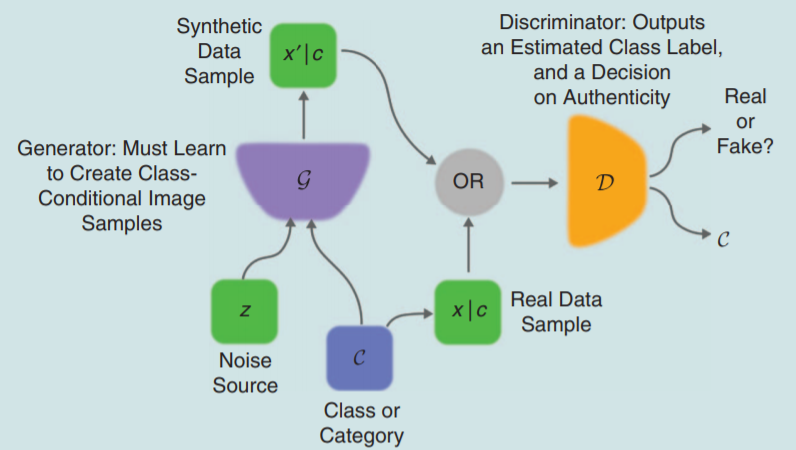 Synthetic
Data
Sample
x′|c
Discriminator: Outputs
an Estimated Class Label,
and a Decision
on Authenticity
Real
or
Fake?
Generator: Must Learn
to Create Class-
Conditional Image
Samples
𝒢
OR
𝒟
𝒞
z
Noise
Source
𝒞
Class or
Category
x|c
Real Data
Sample